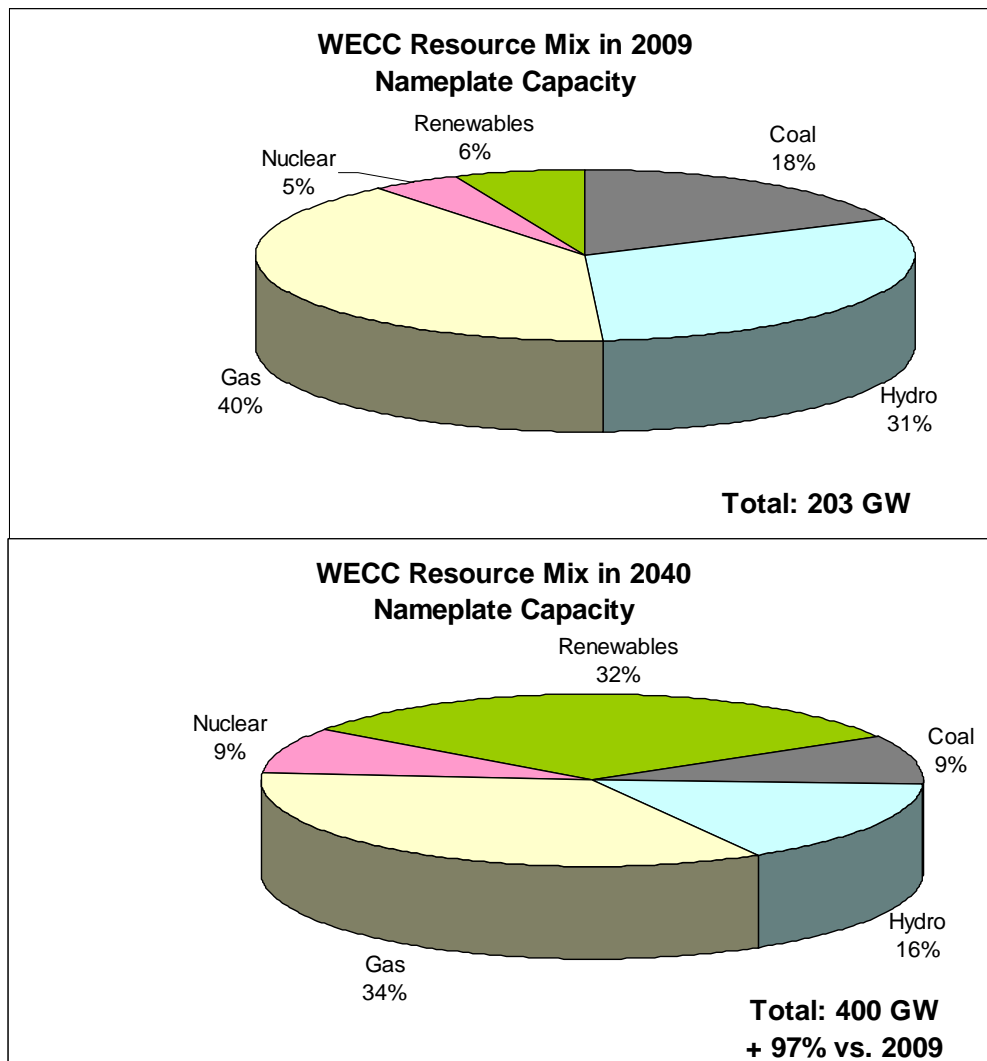 WECC Resource Mix in 2009
Nameplate Capacity
Renewables
6%
Coal
18%
Nuclear
5%
Gas
40%
Hydro
31%
Total: 203 GW
WECC Resource Mix in 2040
Nameplate Capacity
Renewables
32%
Nuclear
9%
Coal
9%
Hydro
16%
Gas
34%
Total: 400 GW
+ 97% vs. 2009